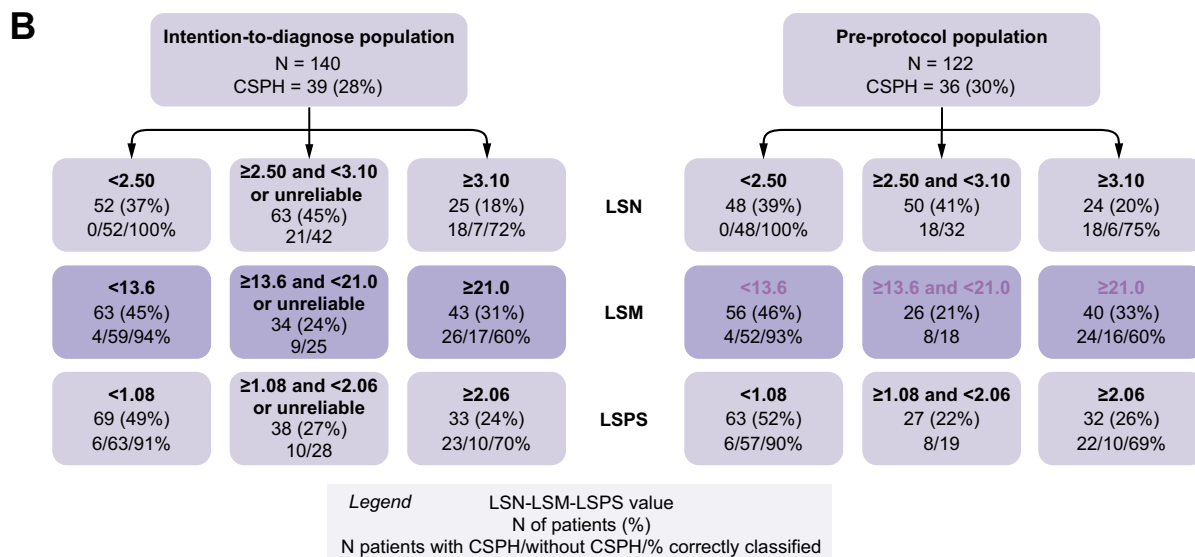 B
Intention-to-diagnose population
N = 140
CSPH = 39 (28%)
Pre-protocol population
N = 122
CSPH = 36 (30%)
<2.50
52 (37%)
0/52/100%
≥2.50 and <3.10
or unreliable
63 (45%)
21/42
≥3.10
25 (18%)
18/7/72%
LSN
<2.50
48 (39%)
0/48/100%
≥2.50 and <3.10
50 (41%)
18/32
≥3.10
24 (20%)
18/6/75%
<13.6
63 (45%)
4/59/94%
≥13.6 and <21.0
or unreliable
34 (24%)
9/25
≥21.0
43 (31%)
26/17/60%
LSM
<13.6
56 (46%)
4/52/93%
≥13.6 and <21.0
26 (21%)
8/18
≥21.0
40 (33%)
24/16/60%
<1.08
69 (49%)
6/63/91%
≥1.08 and <2.06
or unreliable
38 (27%)
10/28
≥2.06
33 (24%)
23/10/70%
LSPS
<1.08
63 (52%)
6/57/90%
≥1.08 and <2.06
27 (22%)
8/19
≥2.06
32 (26%)
22/10/69%
Legend LSN-LSM-LSPS value
N of patients (%)
N patients with CSPH/without CSPH/% correctly classified